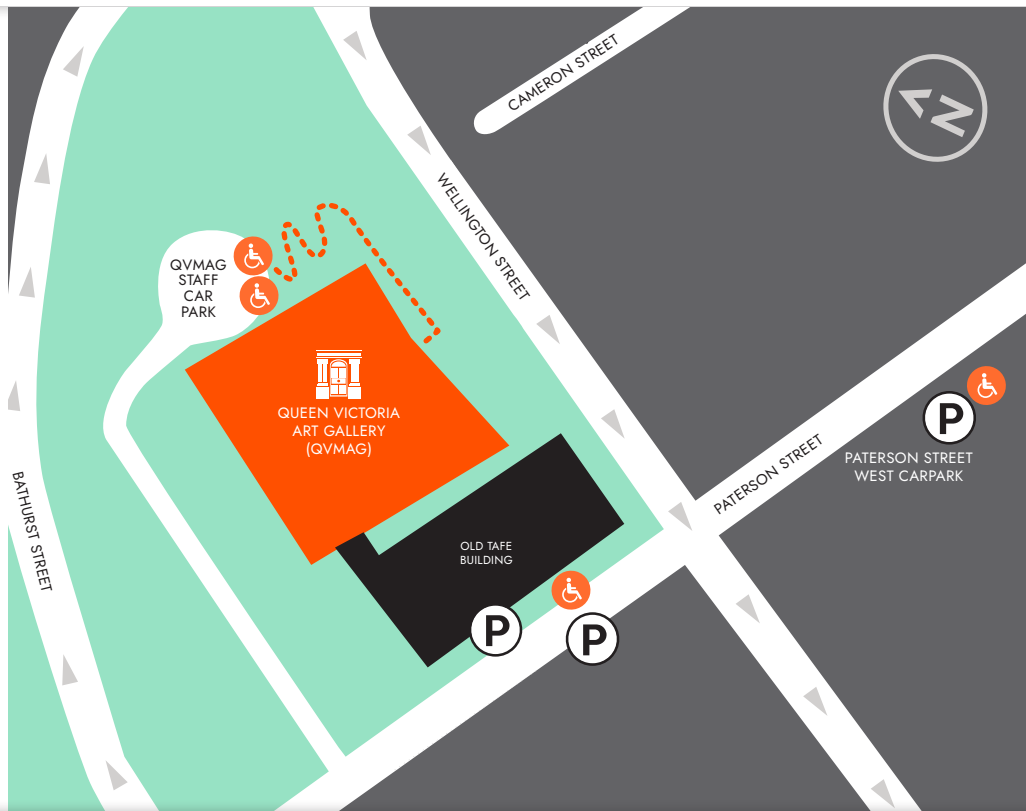 CAMERON STREET
N
WELLINGTON STREET
QVMAG
STAFF
CAR
PARK
QUEEN VICTORIA
ART GALLERY
(QVMAG)
P
PATERSON STREET
WEST CARPARK
PATERSON STREET
BATHURST STREET
OLD TAFE
BUILDING
P
P